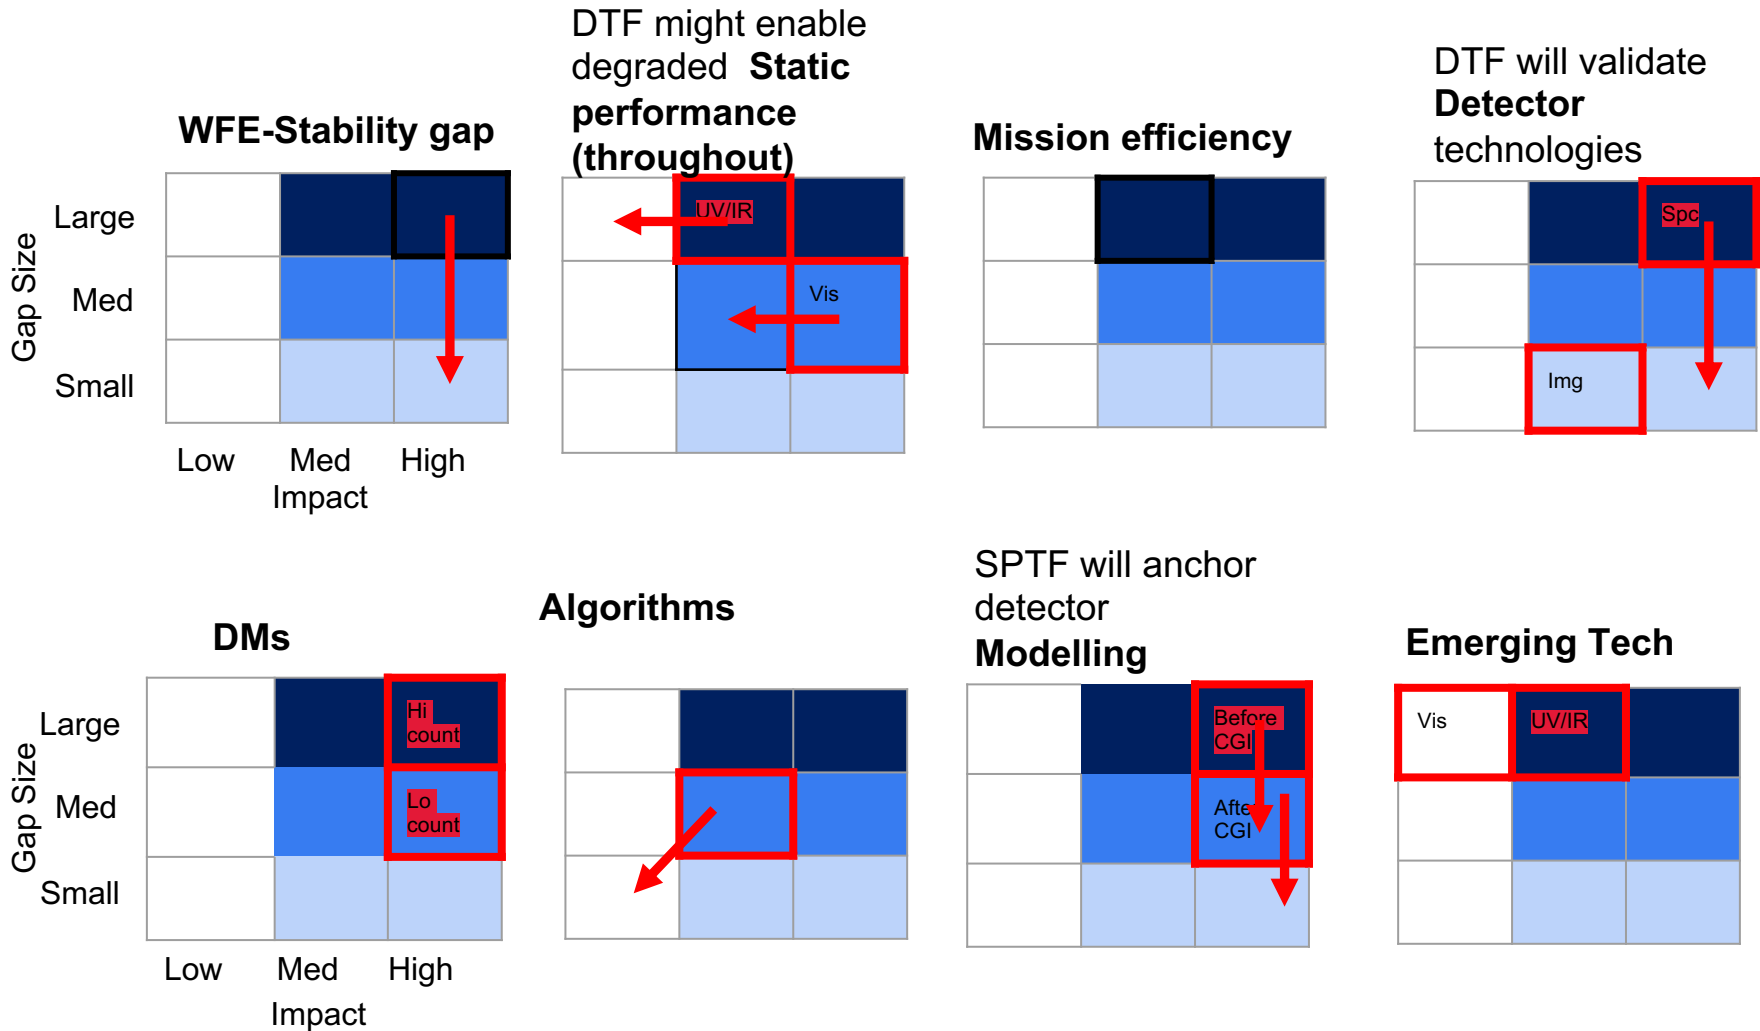 WFE-Stability gap
Large
Med
Small
Gap Size
Low
Med
High
Impact
DTF might enable
degraded Static
performance
(throughout)
UV/IR
Vis
Mission efficiency
DTF will validate
Detector
technologies
Spc
Img
DMs
Large
Med
Small
Gap Size
Hi
count
Lo
count
Low
Med
High
Impact
Algorithms
SPTF will anchor
detector
Modelling
Before
CGI
After
CGI
Emerging Tech
Vis
UV/IR